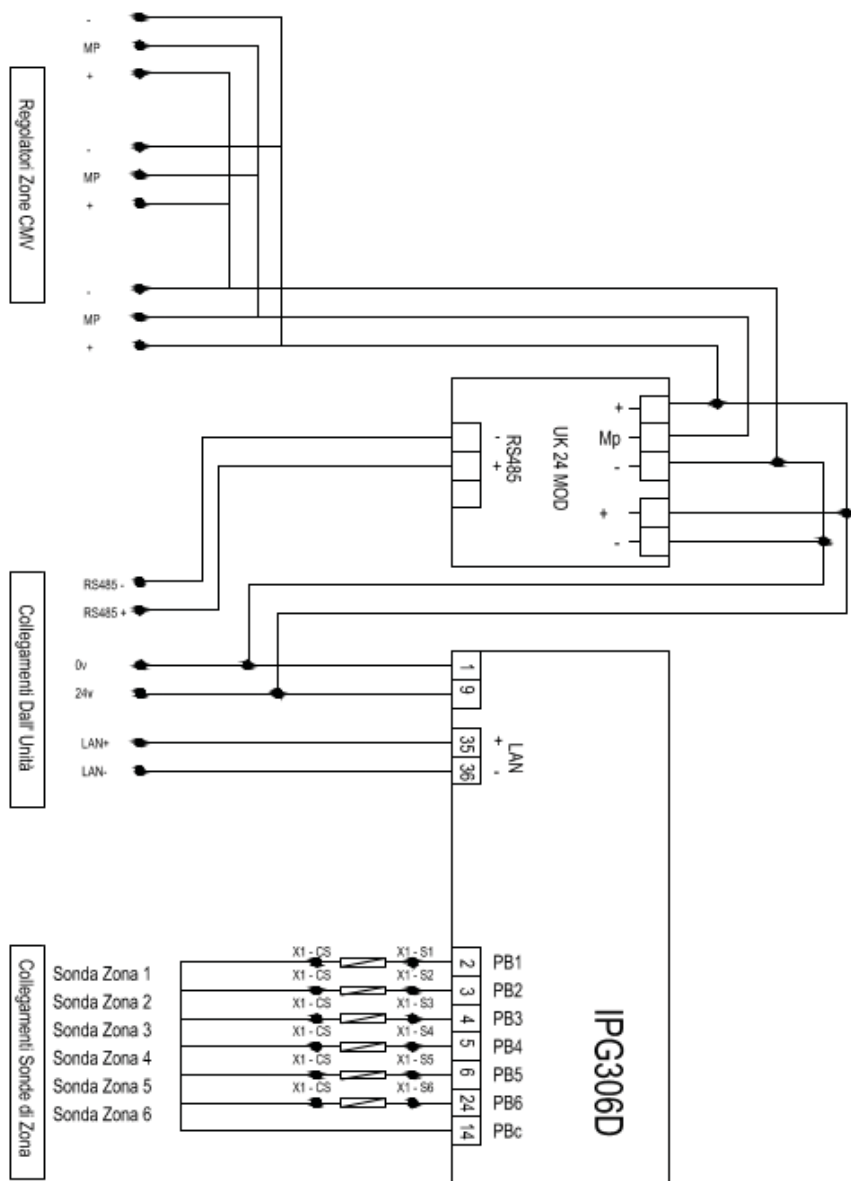 Regolatori Zone CMV
-
MP
+
-
MP
+
-
MP
+
UK 24 MOD
+
Mp
-
+
-
RS485
-
+
Collegamenti Dall' Unità
RS485 -
RS485 +
0v
24v
LAN+
LAN-
1
9
35
36
+
-
LAN
IPG306D
Collegamenti Sonde di Zona
Sonda Zona 1
Sonda Zona 2
Sonda Zona 3
Sonda Zona 4
Sonda Zona 5
Sonda Zona 6
X1 - CS X1 - S1 2 PB1
X1 - CS X1 - S2 3 PB2
X1 - CS X1 - S3 4 PB3
X1 - CS X1 - S4 5 PB4
X1 - CS X1 - S5 6 PB5
X1 - CS X1 - S6 24 PB6
14 PBc